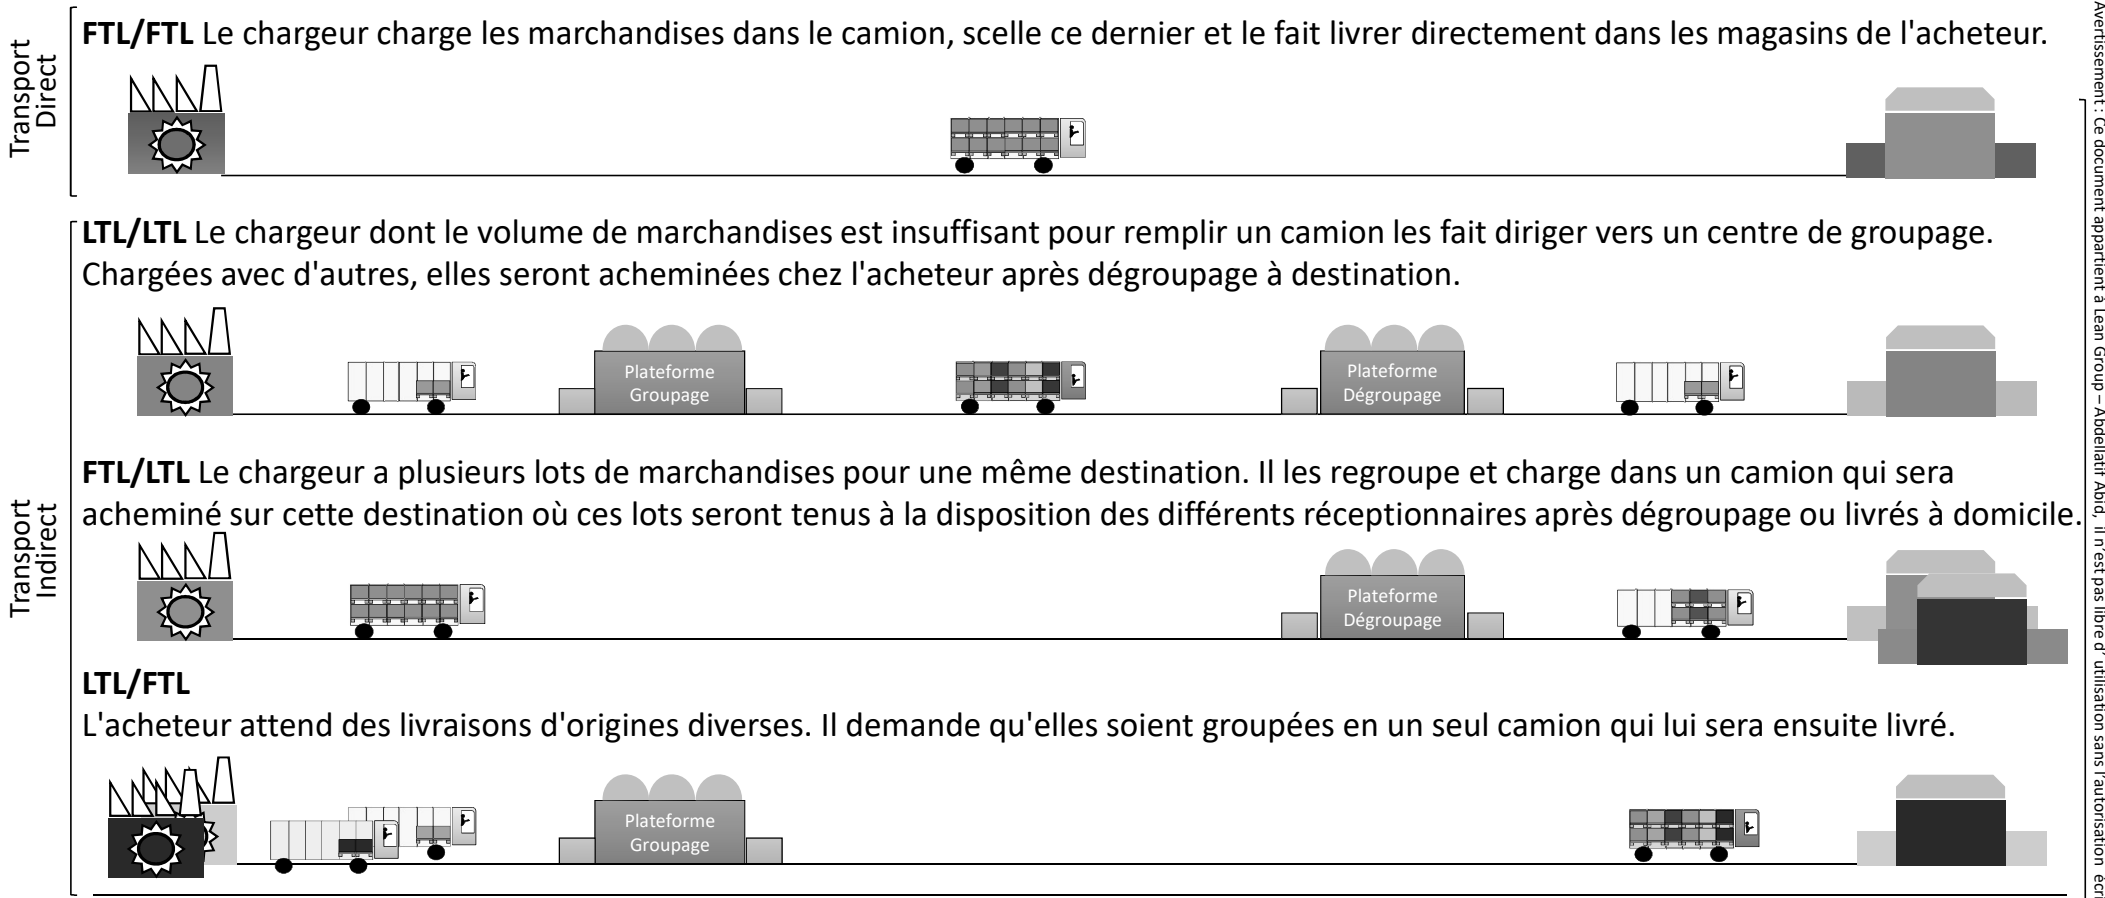 Transport
Direct
FTL/FTL Le chargeur charge les marchandises dans le camion, scelle ce dernier et le fait livrer directement dans les magasins de l'acheteur.
LTL/LTL Le chargeur dont le volume de marchandises est insuffisant pour remplir un camion les fait diriger vers un centre de groupage.
Chargées avec d'autres, elles seront acheminées chez l'acheteur après dégroupage à destination.
Plateforme
Groupage
Plateforme
Dégroupage
Transport
Indirect
FTL/LTL Le chargeur a plusieurs lots de marchandises pour une même destination. Il les regroupe et charge dans un camion qui sera
acheminé sur cette destination où ces lots seront tenus à la disposition des différents réceptionnaires après dégroupage ou livrés à domicile.
Plateforme
Dégroupage
LTL/FTL
L'acheteur attend des livraisons d'origines diverses. Il demande qu'elles soient groupées en un seul camion qui lui sera ensuite livré.
Plateforme
Groupage
Avertissement : Ce document appartient à Lean Group – Abdellatif Abid, il n'est pas libre d' utilisation sans l'autorisation